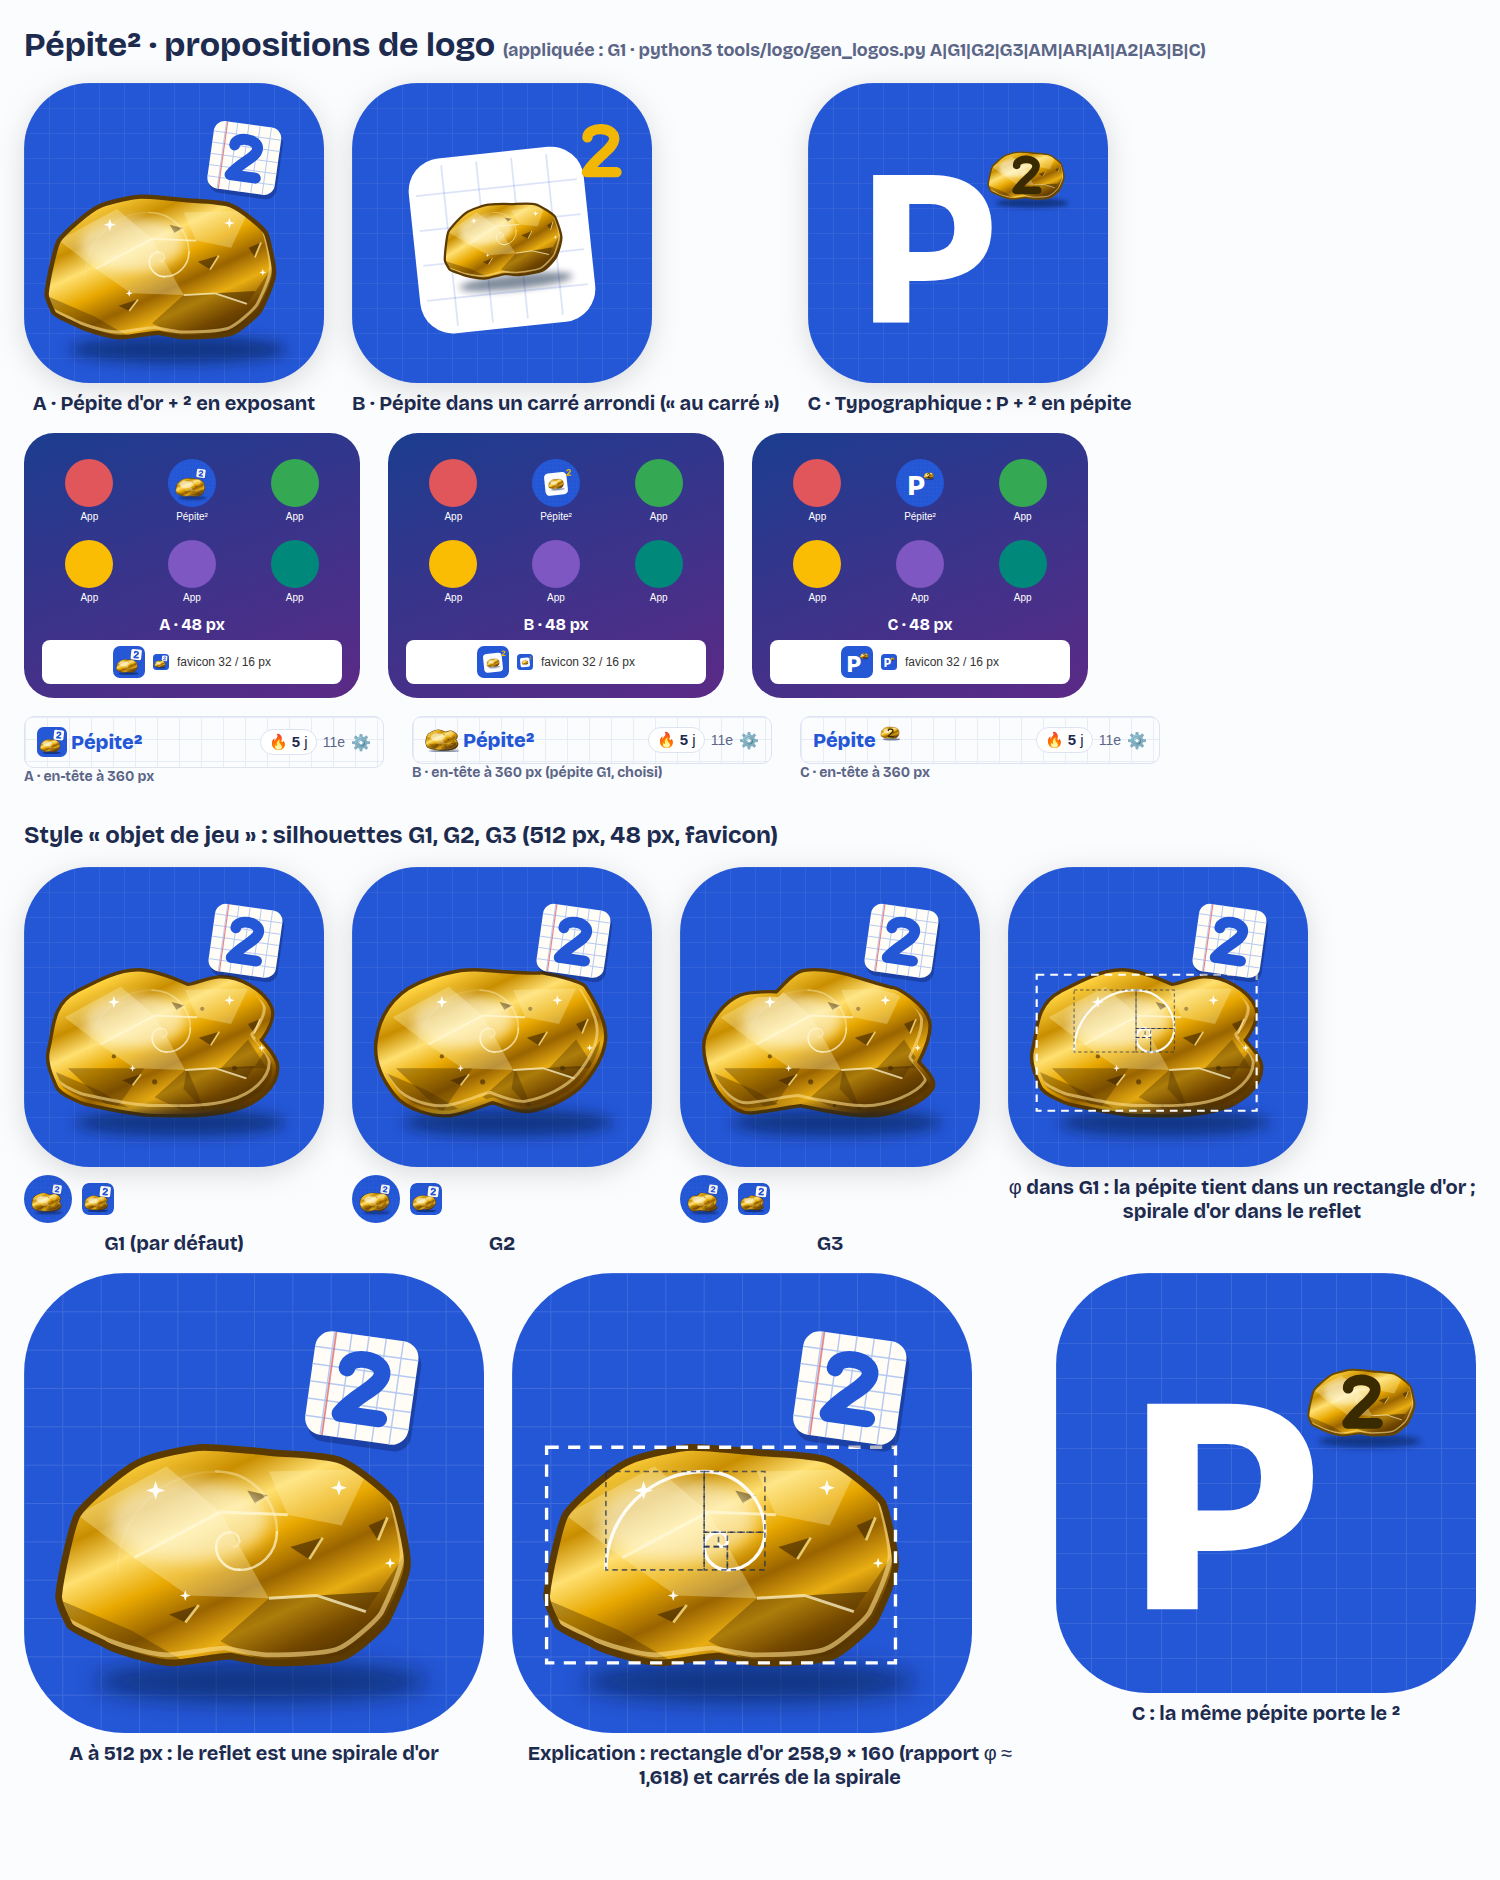 Pépite² · propositions de logo (appliquée : G1 · python3 tools/logo/gen_logos.py A|G1|G2|G3|AM|AR|A1|A2|A3|B|C)
2
2
P 2
A · Pépite d'or + ² en exposant
B · Pépite dans un carré arrondi (« au carré »)
C · Typographique : P + ² en pépite
App Pépite² App
App App App
A · 48 px
favicon 32 / 16 px
App Pépite² App
App App App
B · 48 px
favicon 32 / 16 px
App Pépite² App
App App App
C · 48 px
favicon 32 / 16 px
Pépite² 5 j 11e
A · en-tête à 360 px
Pépite² 5 j 11e
B · en-tête à 360 px (pépite G1, choisi)
Pépite 2 5 j 11e
C · en-tête à 360 px
Style « objet de jeu » : silhouettes G1, G2, G3 (512 px, 48 px, favicon)
2
2
2
2
G1 (par défaut)
G2
G3
φ dans G1 : la pépite tient dans un rectangle d'or ;
spirale d'or dans le reflet
2
2
P 2
A à 512 px : le reflet est une spirale d'or
Explication : rectangle d'or 258,9 × 160 (rapport φ ≈
1,618) et carrés de la spirale
C : la même pépite porte le ²